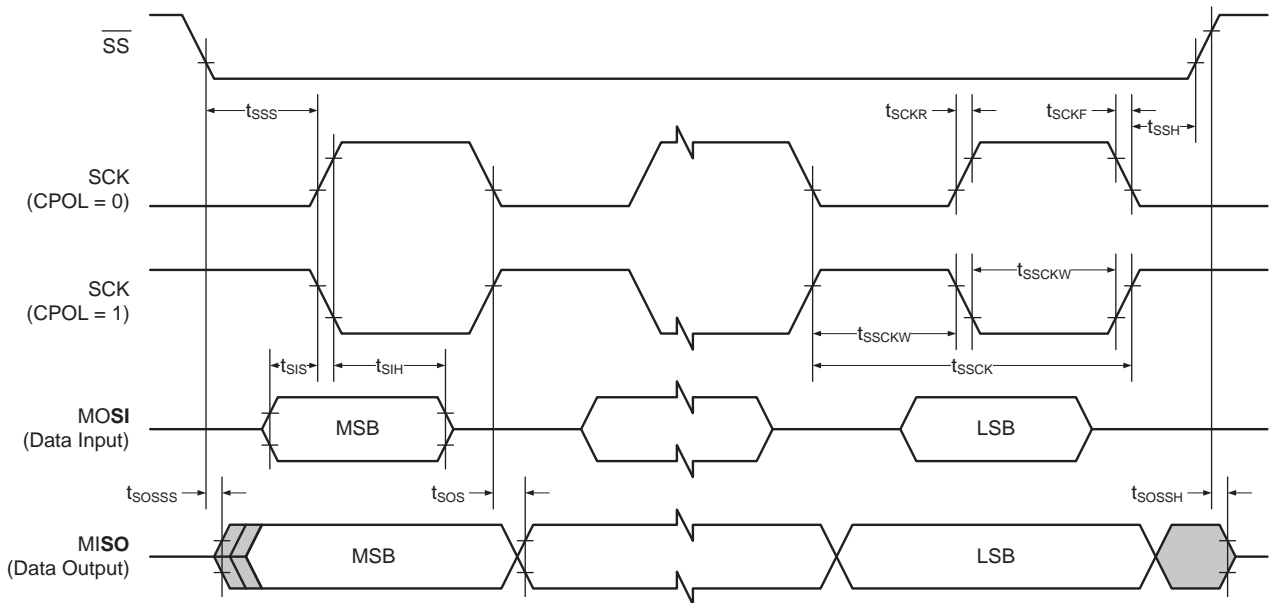 SS
tSSS
tSCKR
tSCKF
tSSH
SCK
(CPOL = 0)
SCK
(CPOL = 1)
tSSCKW
tSSCKW
tSIS
tSIH
tSSCK
MOSI
(Data Input)
MSB
LSB
tSOSSS
tSOS
tSOSSH
MISO
(Data Output)
MSB
LSB